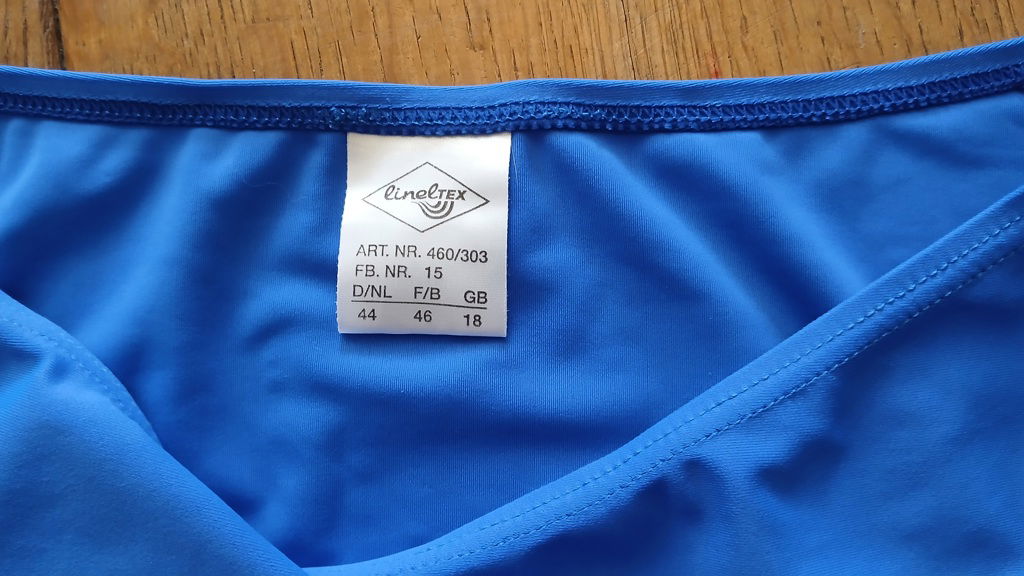 linelTEX
ART. NR. 460/303
FB. NR. 15
D/NL F/B GB
44 46 18